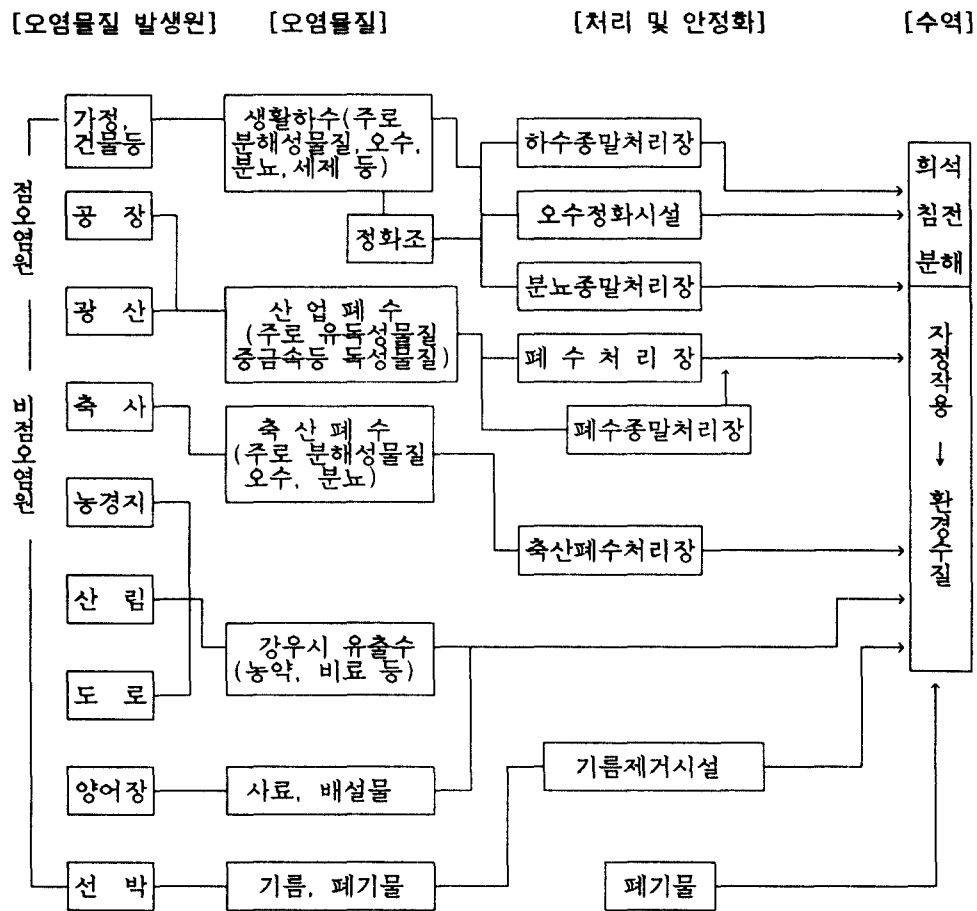 [오염물질 발생원] [오염물질] [처리 및 안정화] [수역]
점오염원
비점오염원
가정,
건물등
공 장
광 산
축 사
농경지
산 림
도 로
양어장
선 박
생활하수(주로
분해성물질,오수,
분뇨,세제 등)
정화조
산 업 폐 수
(주로 유독성물질
중금속등 독성물질)
축 산 폐 수
(주로 분해성물질
오수, 분뇨)
강우시 유출수
(농약, 비료 등)
사료, 배설물
기름, 폐기물
하수종말처리장
오수정화시설
분뇨종말처리장
폐 수 처 리 장
폐수종말처리장
축산폐수처리장
기름제거시설
폐기물
희석
침전
분해
자정작용
↓
환경수질